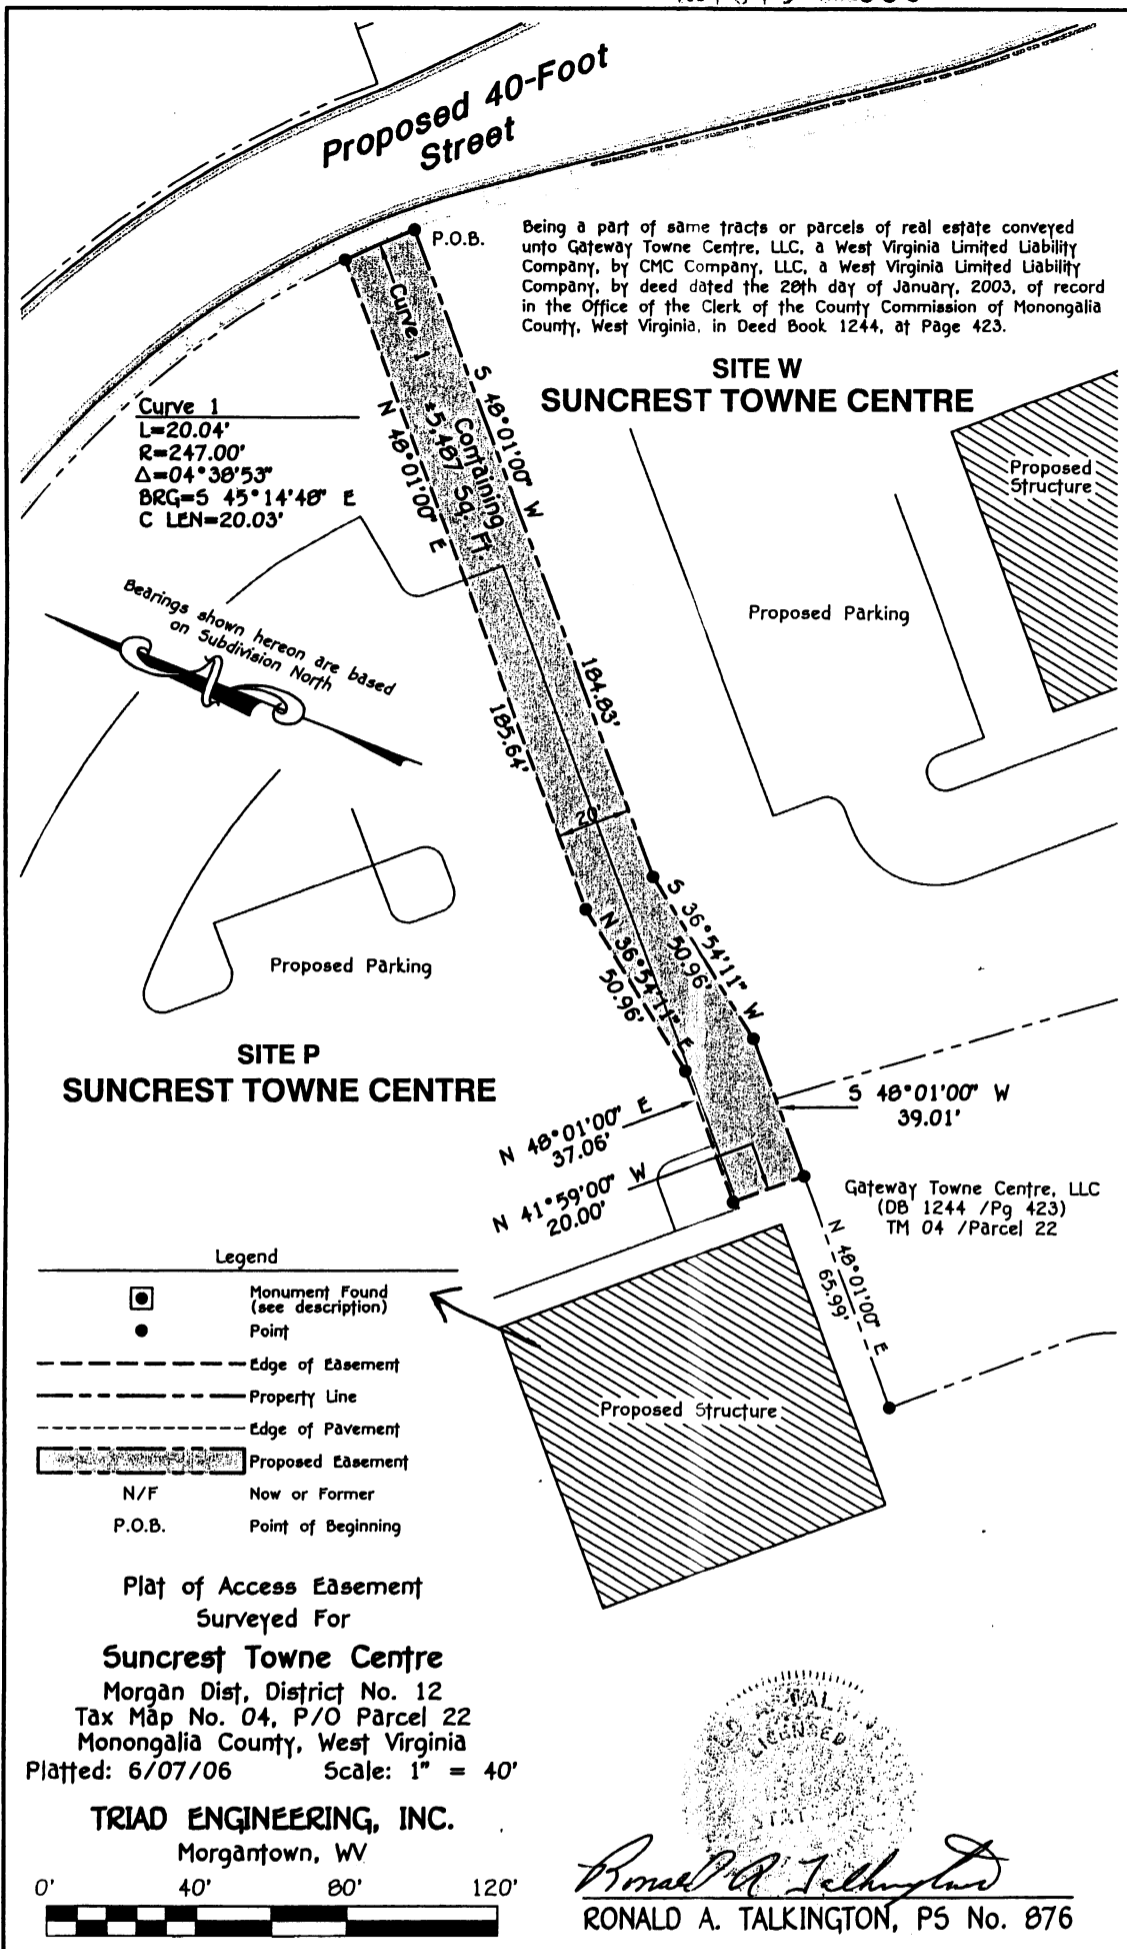 Proposed 40-Foot
Street
P.O.B.
Being a part of same tracts or parcels of real estate conveyed
unto Gateway Towne Centre, LLC, a West Virginia Limited Liability
Company, by CMC Company, LLC, a West Virginia Limited Liability
Company, by deed dated the 28th day of January, 2003, of record
in the Office of the Clerk of the County Commission of Monongalia
County, West Virginia, in Deed Book 1244, at Page 423.
SITE W
SUNCREST TOWNE CENTRE
Curve 1
L=20.04'
R=247.00'
Δ=04°38'53"
BRG=S 45°14'48" E
C LEN=20.03'
Curve 1
S 48°01'00" W
Containing
±5,487 Sq. Ft.
N 48°01'00" E
Proposed
Structure
Proposed Parking
Bearings shown hereon are based
on Subdivision North
184.83'
185.64'
20'
S 36°54'11" W
50.96'
N 36°54'11" E
50.96'
Proposed Parking
SITE P
SUNCREST TOWNE CENTRE
S 48°01'00" W
39.01'
N 48°01'00" E
37.06'
N 41°59'00" W
20.00'
Gateway Towne Centre, LLC
(DB 1244 /Pg 423)
TM 04 /Parcel 22
N 48°01'00" E
65.99'
Legend
Monument Found
(see description)
Point
Edge of Easement
Property Line
Edge of Pavement
Proposed Easement
N/F Now or Former
P.O.B. Point of Beginning
Proposed Structure
Plat of Access Easement
Surveyed For
Suncrest Towne Centre
Morgan Dist, District No. 12
Tax Map No. 04, P/O Parcel 22
Monongalia County, West Virginia
Platted: 6/07/06 Scale: 1" = 40'
TRIAD ENGINEERING, INC.
Morgantown, WV
0' 40' 80' 120'
LICENSED
STATE
Ronald A Talkington
RONALD A. TALKINGTON, PS No. 876